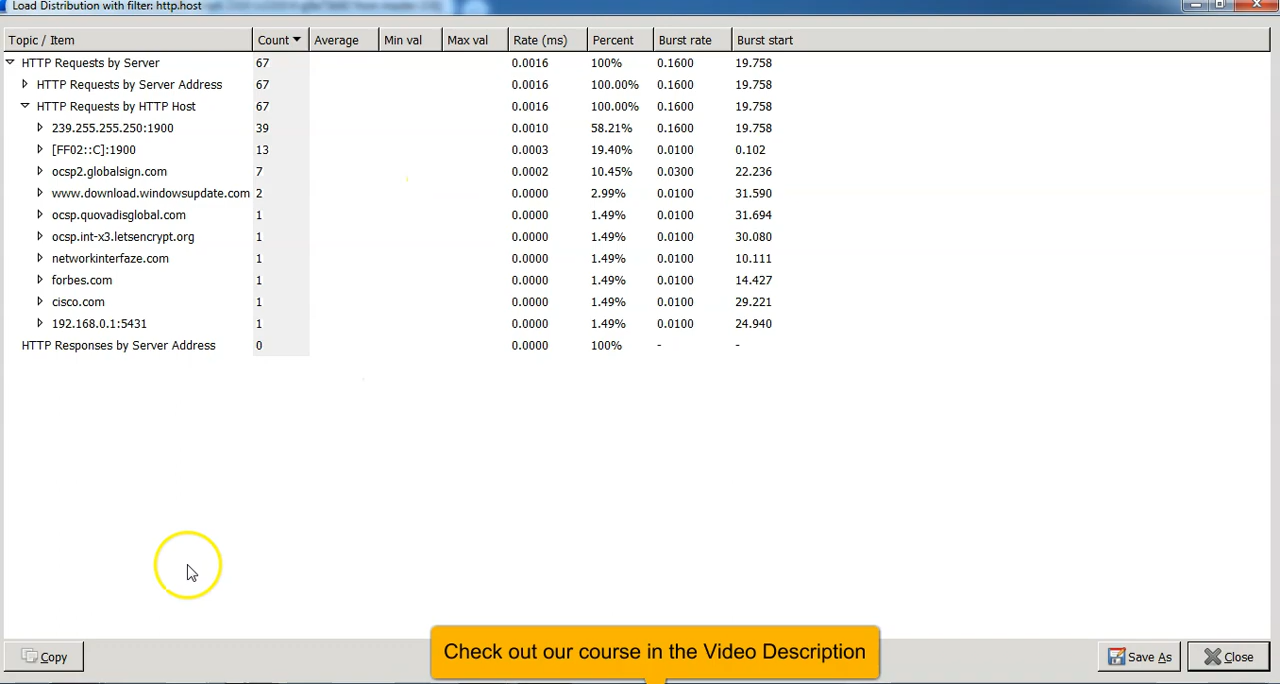 Load Distribution with filter: http.host
Topic / Item Count Average Min val Max val Rate (ms) Percent Burst rate Burst start
HTTP Requests by Server 67 0.0016 100% 0.1600 19.758
HTTP Requests by Server Address 67 0.0016 100.00% 0.1600 19.758
HTTP Requests by HTTP Host 67 0.0016 100.00% 0.1600 19.758
239.255.255.250:1900 39 0.0010 58.21% 0.1600 19.758
[FF02::C]:1900 13 0.0003 19.40% 0.0100 0.102
ocsp2.globalsign.com 7 0.0002 10.45% 0.0300 22.236
www.download.windowsupdate.com 2 0.0000 2.99% 0.0100 31.590
ocsp.quovadisglobal.com 1 0.0000 1.49% 0.0100 31.694
ocsp.int-x3.letsencrypt.org 1 0.0000 1.49% 0.0100 30.080
networkinterfaze.com 1 0.0000 1.49% 0.0100 10.111
forbes.com 1 0.0000 1.49% 0.0100 14.427
cisco.com 1 0.0000 1.49% 0.0100 29.221
192.168.0.1:5431 1 0.0000 1.49% 0.0100 24.940
HTTP Responses by Server Address 0 0.0000 100% - -
Copy
Check out our course in the Video Description
Save As
Close